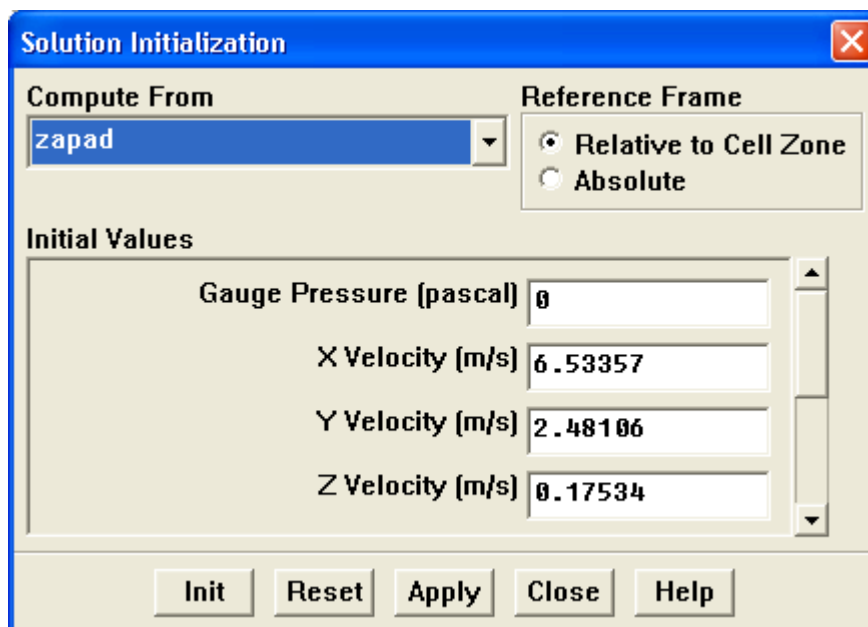 Solution Initialization
Compute From
Reference Frame
zapad
Relative to Cell Zone
Absolute
Initial Values
Gauge Pressure (pascal) 0
X Velocity (m/s) 6.53357
Y Velocity (m/s) 2.48106
Z Velocity (m/s) 0.17534
Init Reset Apply Close Help